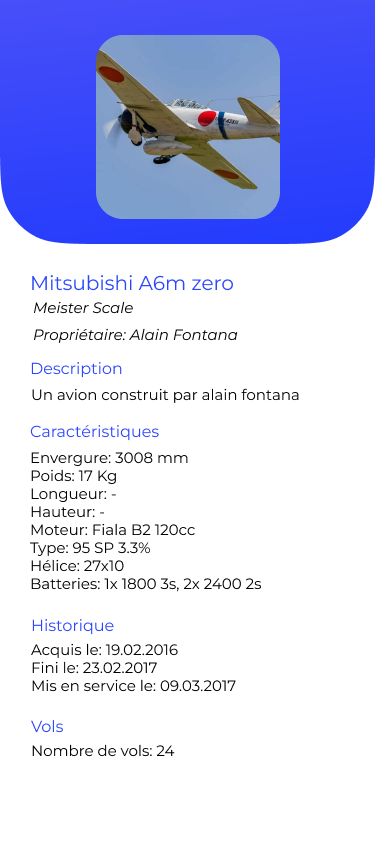 Mitsubishi A6m zero
Meister Scale
Propriétaire: Alain Fontana
Description
Un avion construit par alain fontana
Caractéristiques
Envergure: 3008 mm
Poids: 17 Kg
Longueur: -
Hauteur: -
Moteur: Fiala B2 120cc
Type: 95 SP 3.3%
Hélice: 27x10
Batteries: 1x 1800 3s, 2x 2400 2s
Historique
Acquis le: 19.02.2016
Fini le: 23.02.2017
Mis en service le: 09.03.2017
Vols
Nombre de vols: 24